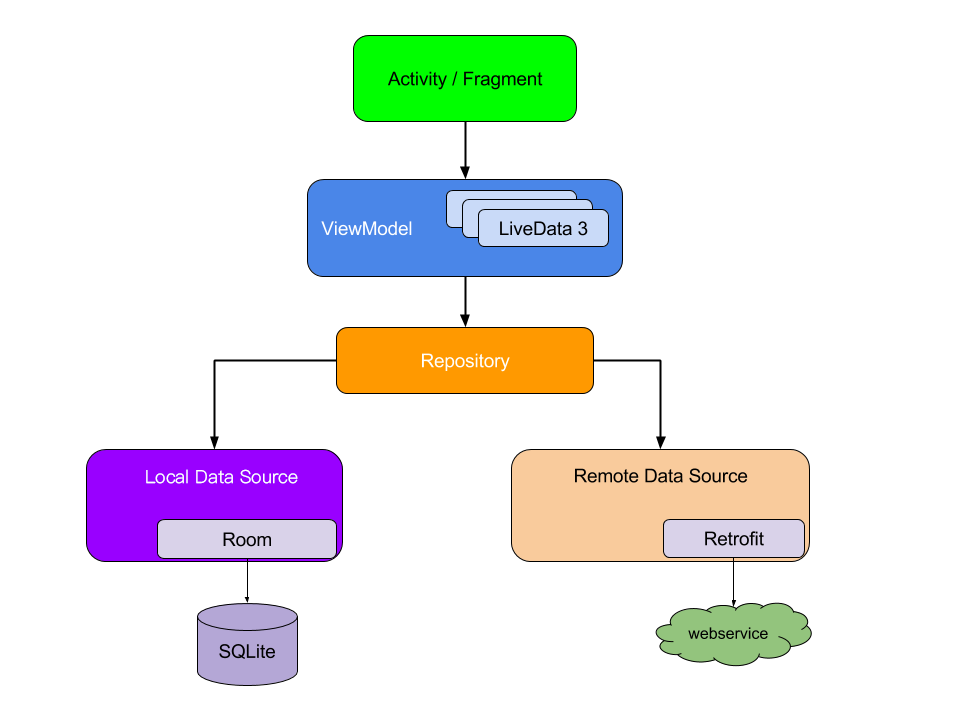 Activity / Fragment
ViewModel
LiveData 3
Repository
Local Data Source
Remote Data Source
Room
Retrofit
SQLite
webservice